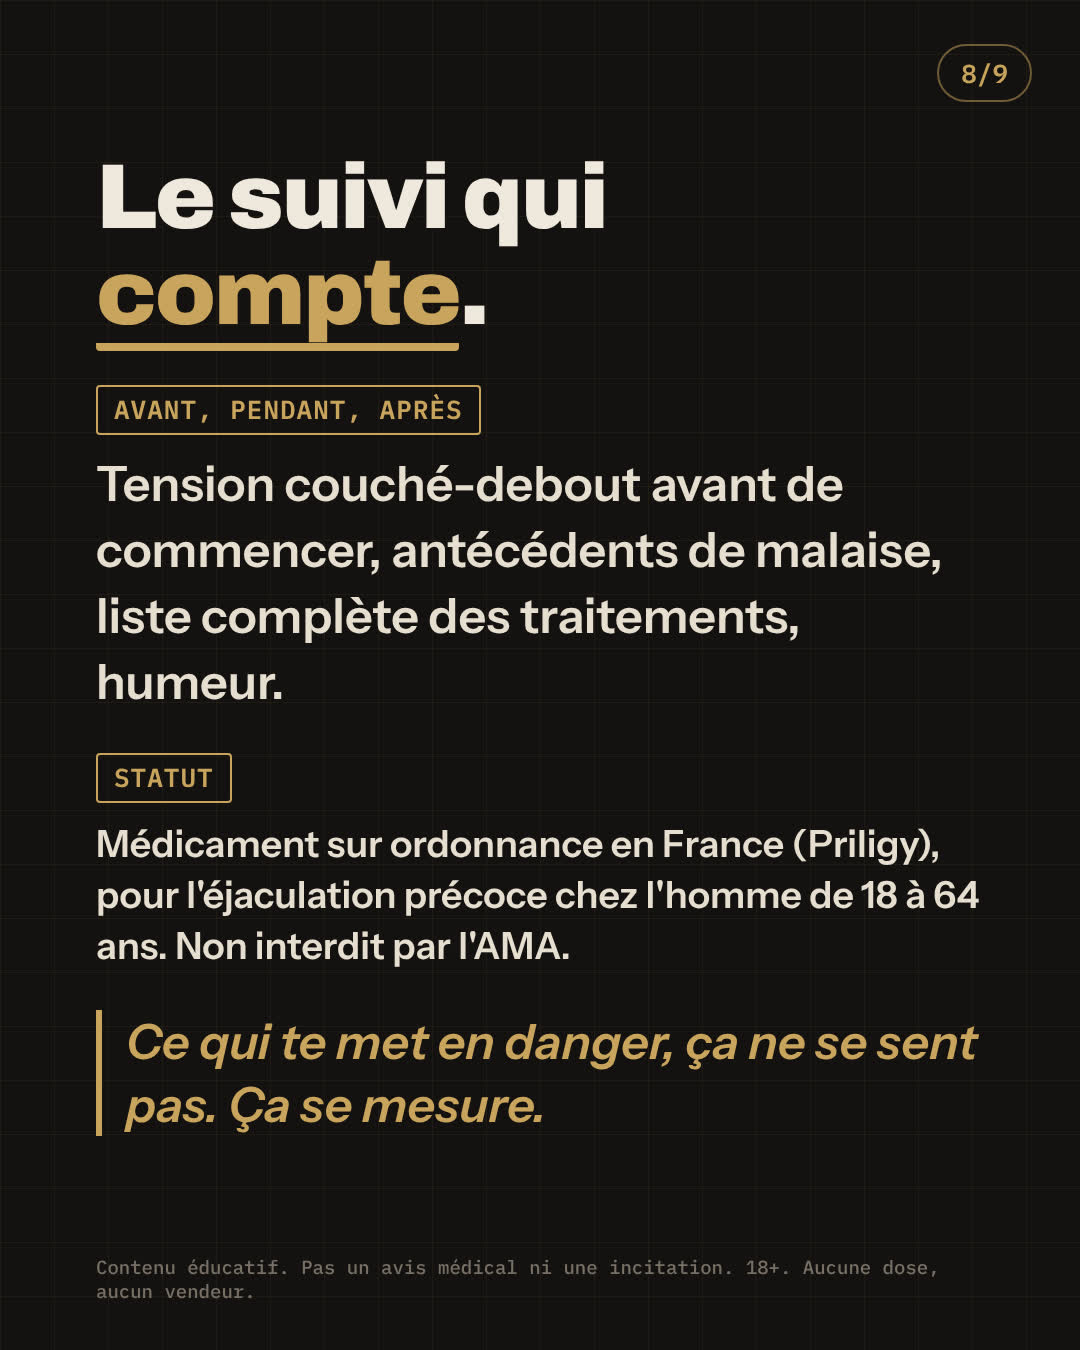 8/9
Le suivi qui
compte.
AVANT, PENDANT, APRÈS
Tension couché-debout avant de
commencer, antécédents de malaise,
liste complète des traitements,
humeur.
STATUT
Médicament sur ordonnance en France (Priligy),
pour l'éjaculation précoce chez l'homme de 18 à 64
ans. Non interdit par l'AMA.
Ce qui te met en danger, ça ne se sent
pas. Ça se mesure.
Contenu éducatif. Pas un avis médical ni une incitation. 18+. Aucune dose,
aucun vendeur.